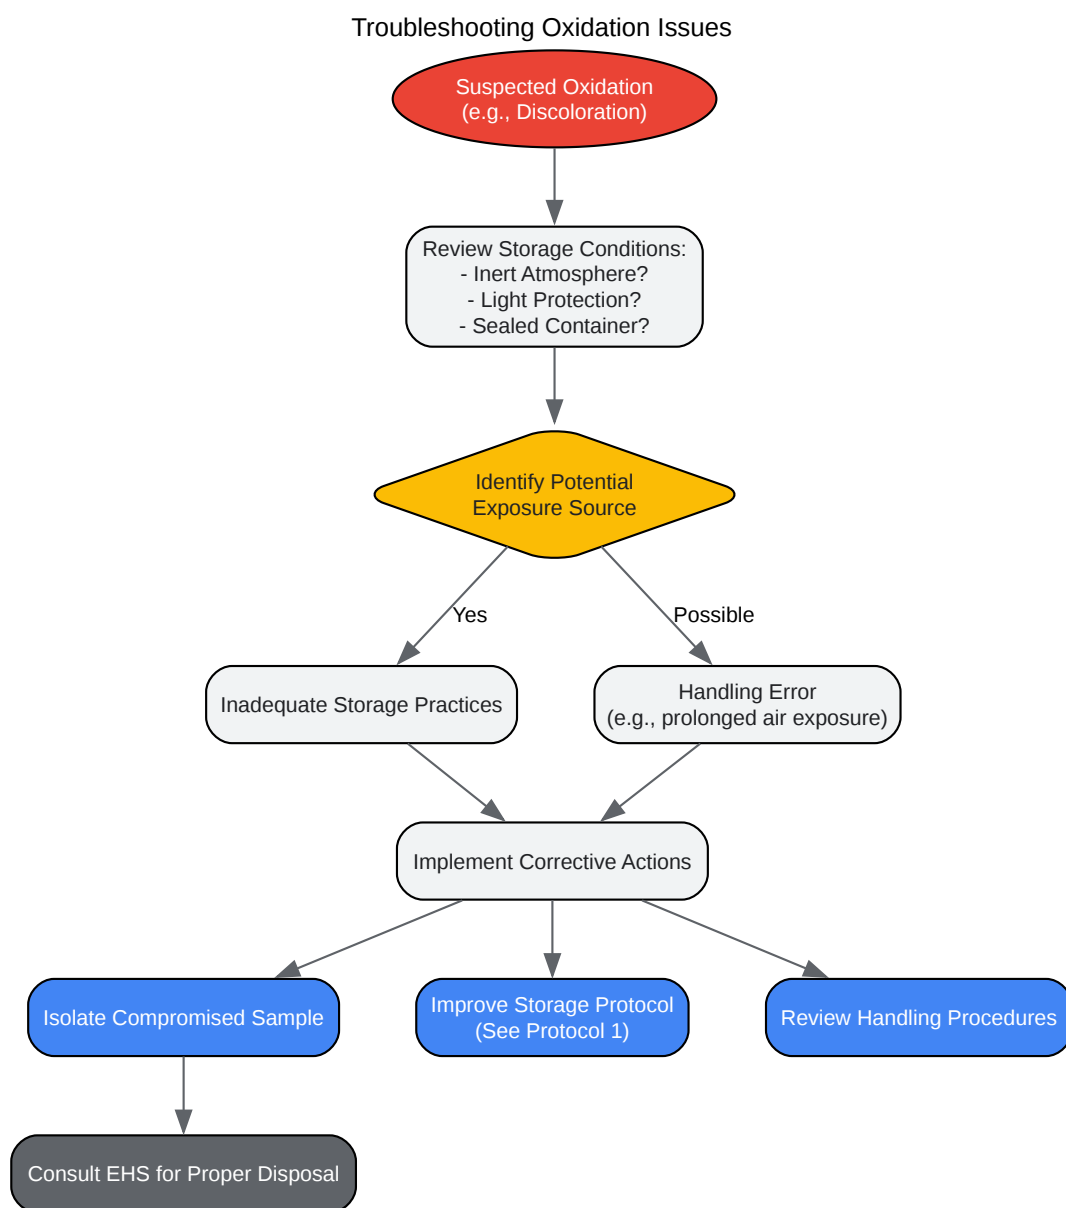 Troubleshooting Oxidation Issues
Suspected Oxidation
(e.g., Discoloration)
Review Storage Conditions:
- Inert Atmosphere?
- Light Protection?
- Sealed Container?
Identify Potential
Exposure Source
Yes
Possible
Inadequate Storage Practices
Handling Error
(e.g., prolonged air exposure)
Implement Corrective Actions
Isolate Compromised Sample
Improve Storage Protocol
(See Protocol 1)
Review Handling Procedures
Consult EHS for Proper Disposal